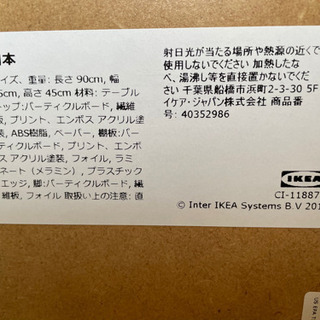 本
イズ、重量: 長さ 90cm, 幅
5cm, 高さ 45cm 材料: テーブル
ップ:パーティクルボード, 繊維
板, プリント、エンボス アクリル塗
装, ABS樹脂, ペーパー, 棚板:パ
ーティクルボード, プリント、エンボ
ス アクリル塗装, フォイル, ラミ
ネート（メラミン）, プラスチック
エッジ, 脚:パーティクルボード, 繊
維板, フォイル 取扱い上の注意: 直
射日光が当たる場所や熱源の近くで
使用しないでください 加熱したな
べ、湯沸し等を直接置かないでくだ
さい 千葉県船橋市浜町2-3-30 5F
イケア・ジャパン株式会社 商品番
号: 40352986
IKEA
CI-11887
© Inter IKEA Systems B.V 201